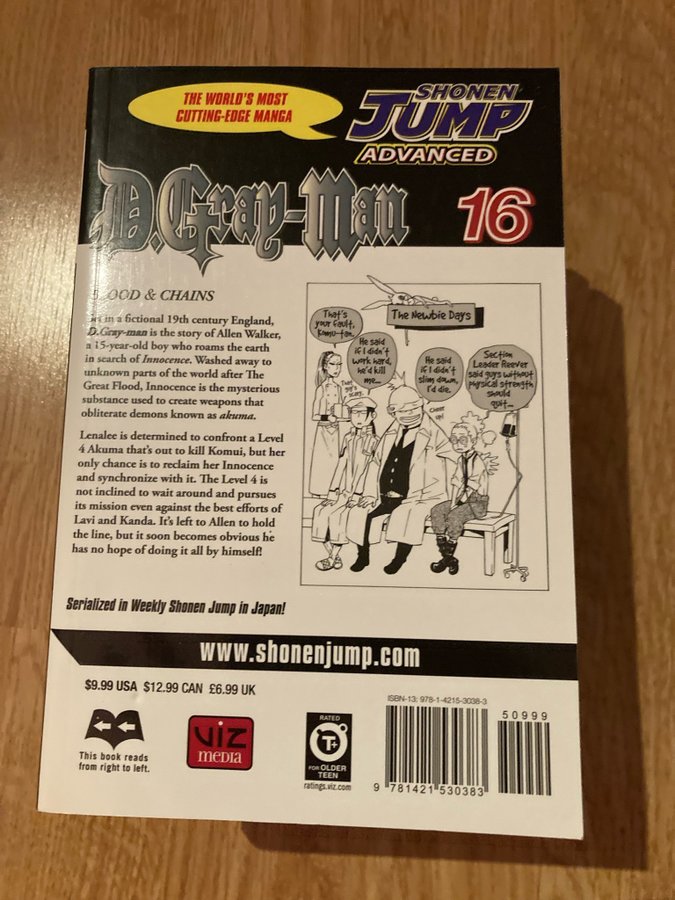 THE WORLD'S MOST
CUTTING-EDGE MANGA
SHONEN
JUMP
ADVANCED
D.Gray-Man
16
BLOOD & CHAINS
Set in a fictional 19th century England,
D.Gray-man is the story of Allen Walker,
a 15-year-old boy who roams the earth
in search of Innocence. Washed away to
unknown parts of the world after The
Great Flood, Innocence is the mysterious
substance used to create weapons that
obliterate demons known as akuma.
Lenalee is determined to confront a Level
4 Akuma that's out to kill Komui, but her
only chance is to reclaim her Innocence
and synchronize with it. The Level 4 is
not inclined to wait around and pursues
its mission even against the best efforts of
Lavi and Kanda. It's left to Allen to hold
the line, but it soon becomes obvious he
has no hope of doing it all by himself!
The Newbie Days
That's
your fault,
Komu-tan.
He said
if I didn't
work hard,
he'd kill
me...
That guy's
scary.
He said
if I didn't
slim down,
I'd die.
Cheer
up!
Section
Leader Reever
said guys without
physical strength
should
quit...
Serialized in Weekly Shonen Jump in Japan!
www.shonenjump.com
$9.99 USA $12.99 CAN £6.99 UK
This book reads
from right to left.
VIZ
media
RATED
T+
FOR OLDER
TEEN
ratings.viz.com
ISBN-13: 978-1-4215-3038-3
50999
9 781421 530383